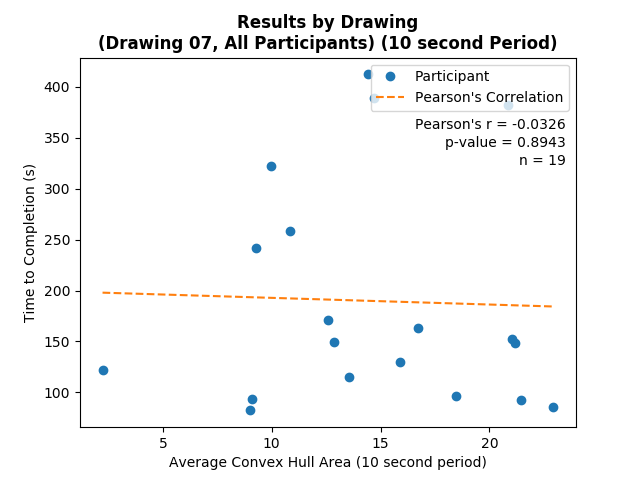 Results by Drawing
(Drawing 07, All Participants) (10 second Period)
Participant
Pearson's Correlation
Pearson's r = -0.0326
p-value = 0.8943
n = 19
400
350
300
250
200
150
100
Time to Completion (s)
5
10
15
20
Average Convex Hull Area (10 second period)